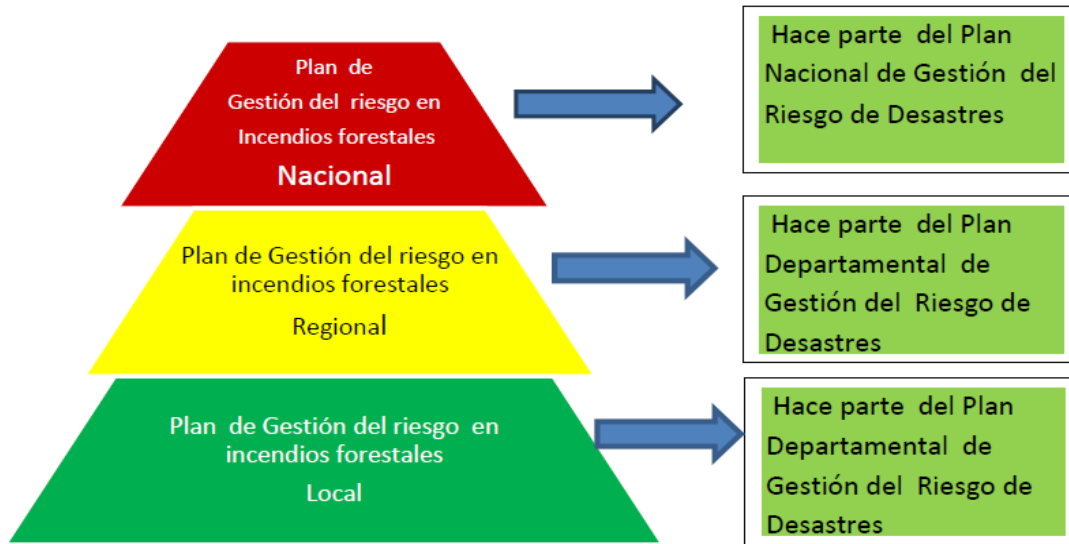 Plan de
Gestión del riesgo en
Incendios forestales
Nacional
Hace parte del Plan
Nacional de Gestión del
Riesgo de Desastres
Plan de Gestión del riesgo en
incendios forestales
Regional
Hace parte del Plan
Departamental de
Gestión del Riesgo de
Desastres
Plan de Gestión del riesgo en
incendios forestales
Local
Hace parte del Plan
Departamental de
Gestión del Riesgo de
Desastres